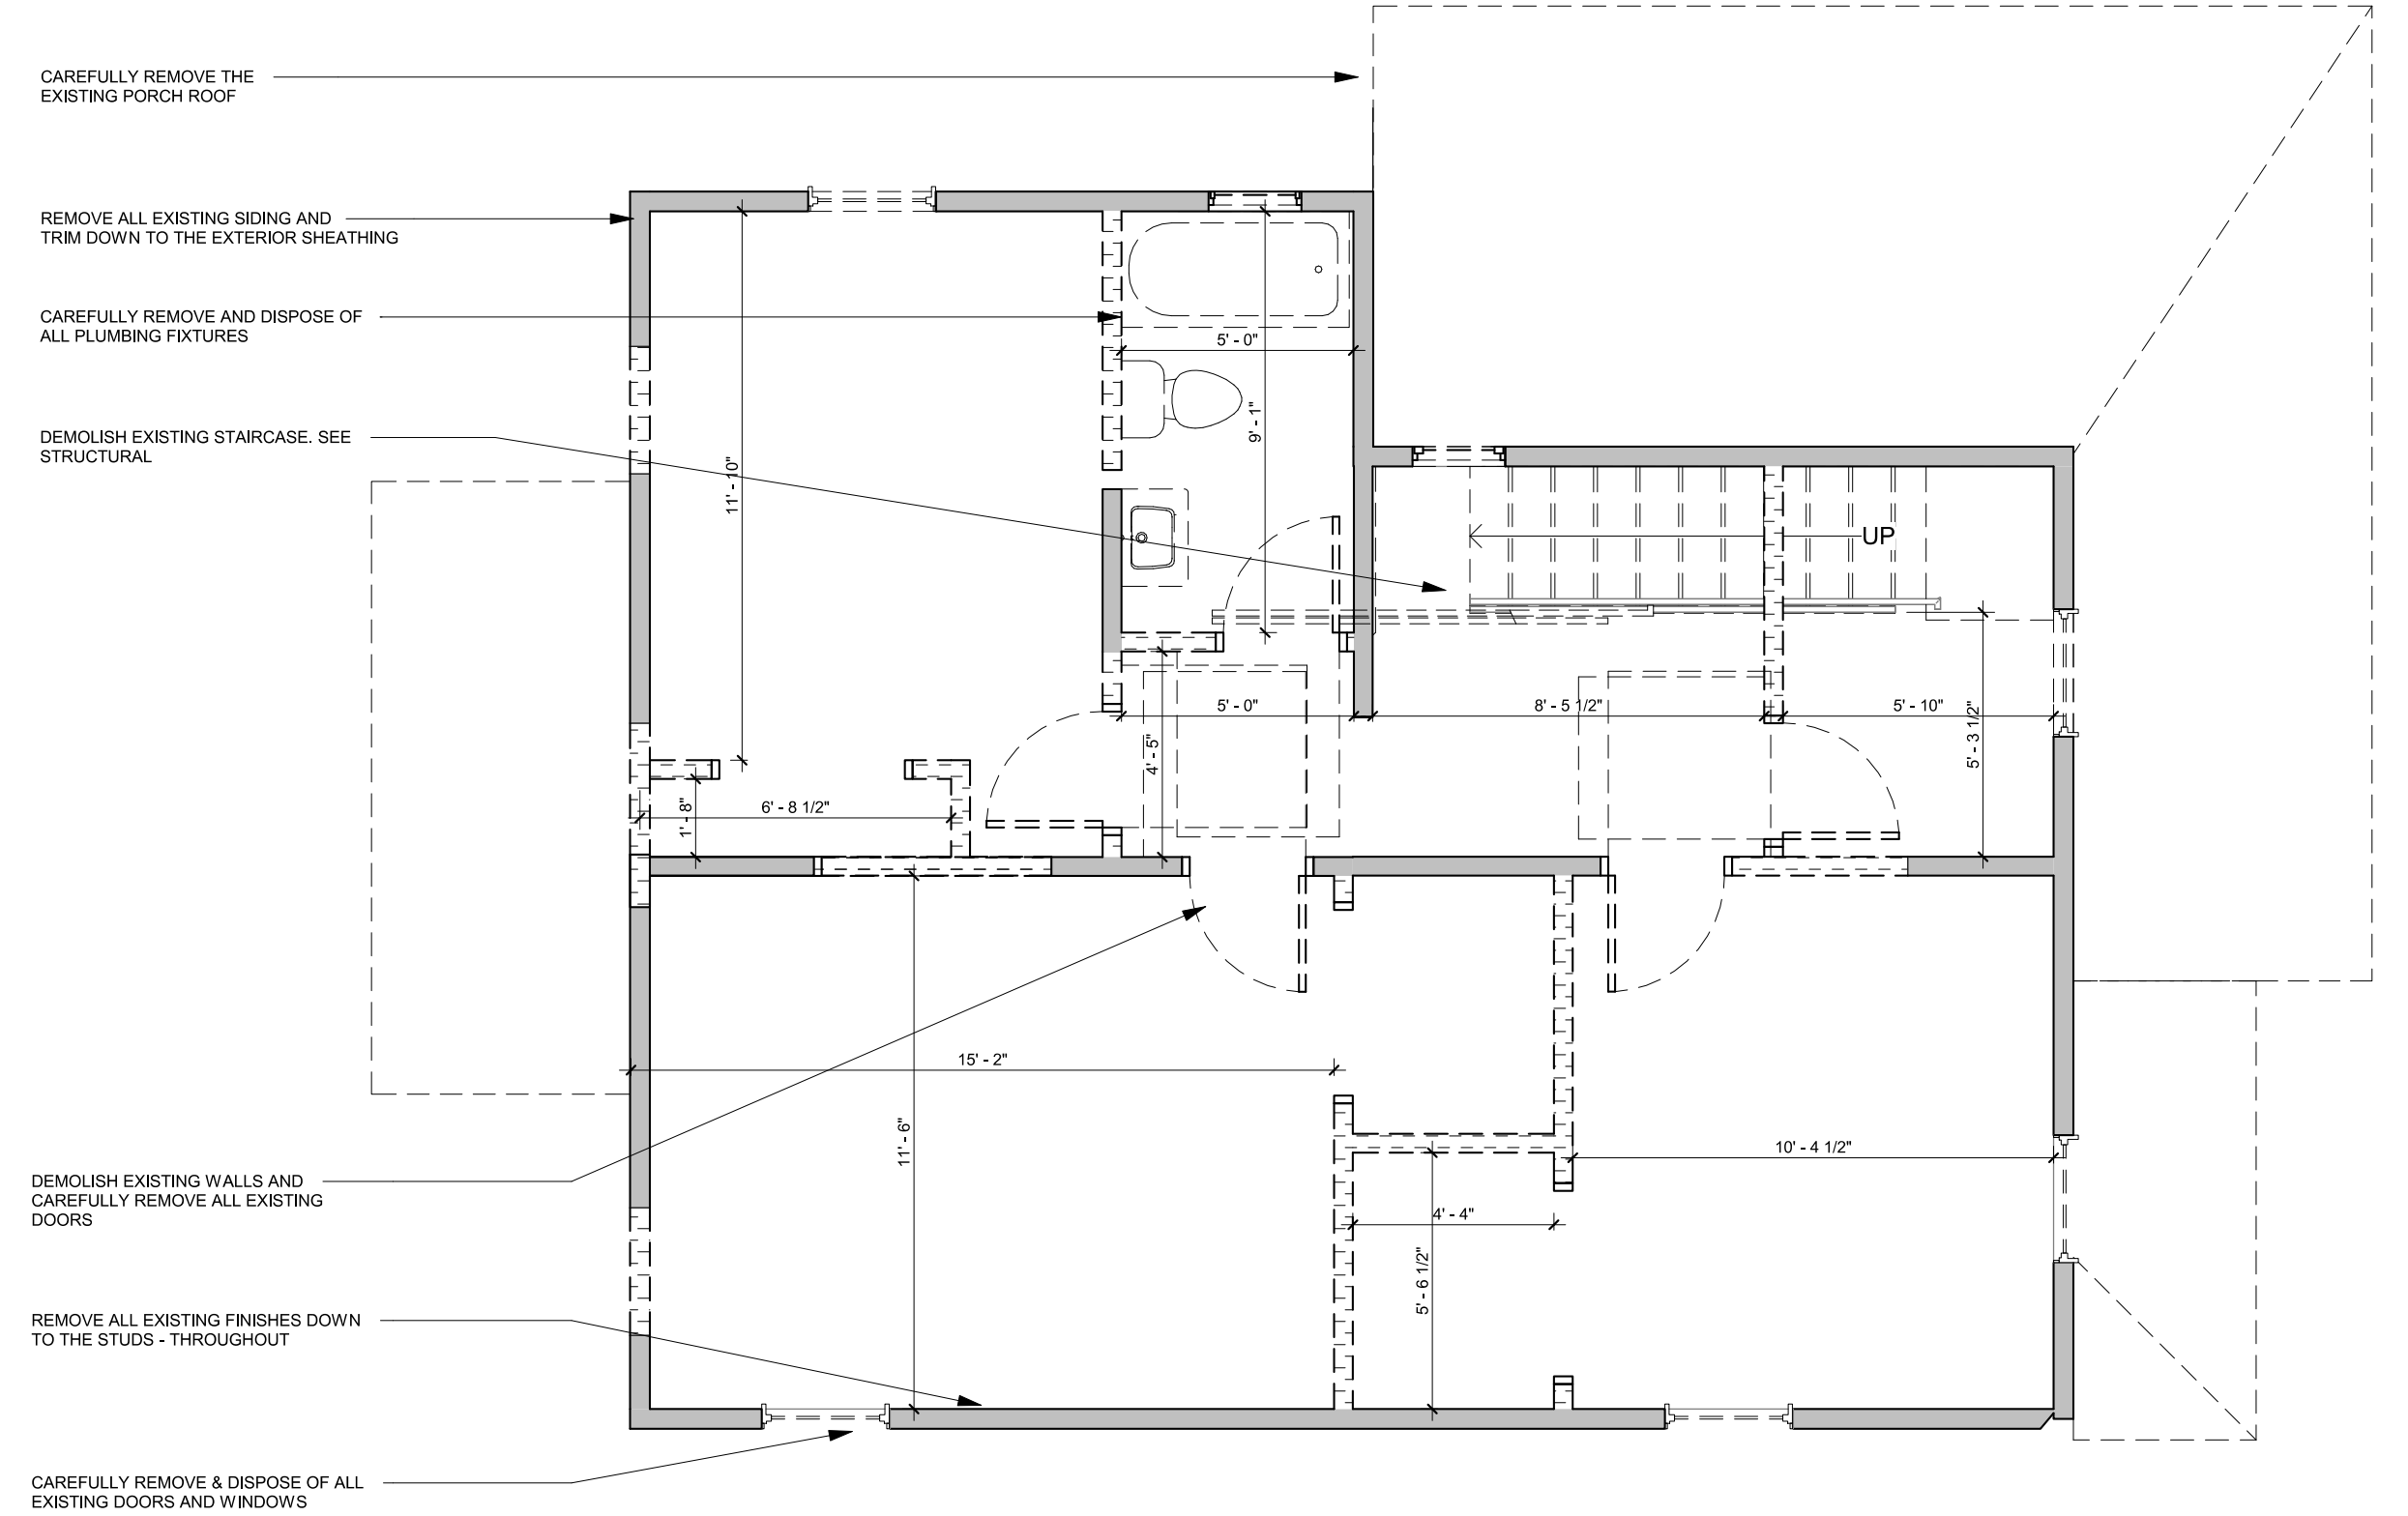 CAREFULLY REMOVE THE
EXISTING PORCH ROOF
REMOVE ALL EXISTING SIDING AND
TRIM DOWN TO THE EXTERIOR SHEATHING
CAREFULLY REMOVE AND DISPOSE OF
ALL PLUMBING FIXTURES
5' - 0"
9' - 1"
DEMOLISH EXISTING STAIRCASE. SEE
STRUCTURAL
11' - 10"
UP
5' - 0"
8' - 5 1/2"
5' - 10"
5' - 3 1/2"
4' - 5"
6' - 8 1/2"
1' - 8"
15' - 2"
11' - 6"
10' - 4 1/2"
DEMOLISH EXISTING WALLS AND
CAREFULLY REMOVE ALL EXISTING
DOORS
4' - 4"
5' - 6 1/2"
REMOVE ALL EXISTING FINISHES DOWN
TO THE STUDS - THROUGHOUT
CAREFULLY REMOVE & DISPOSE OF ALL
EXISTING DOORS AND WINDOWS